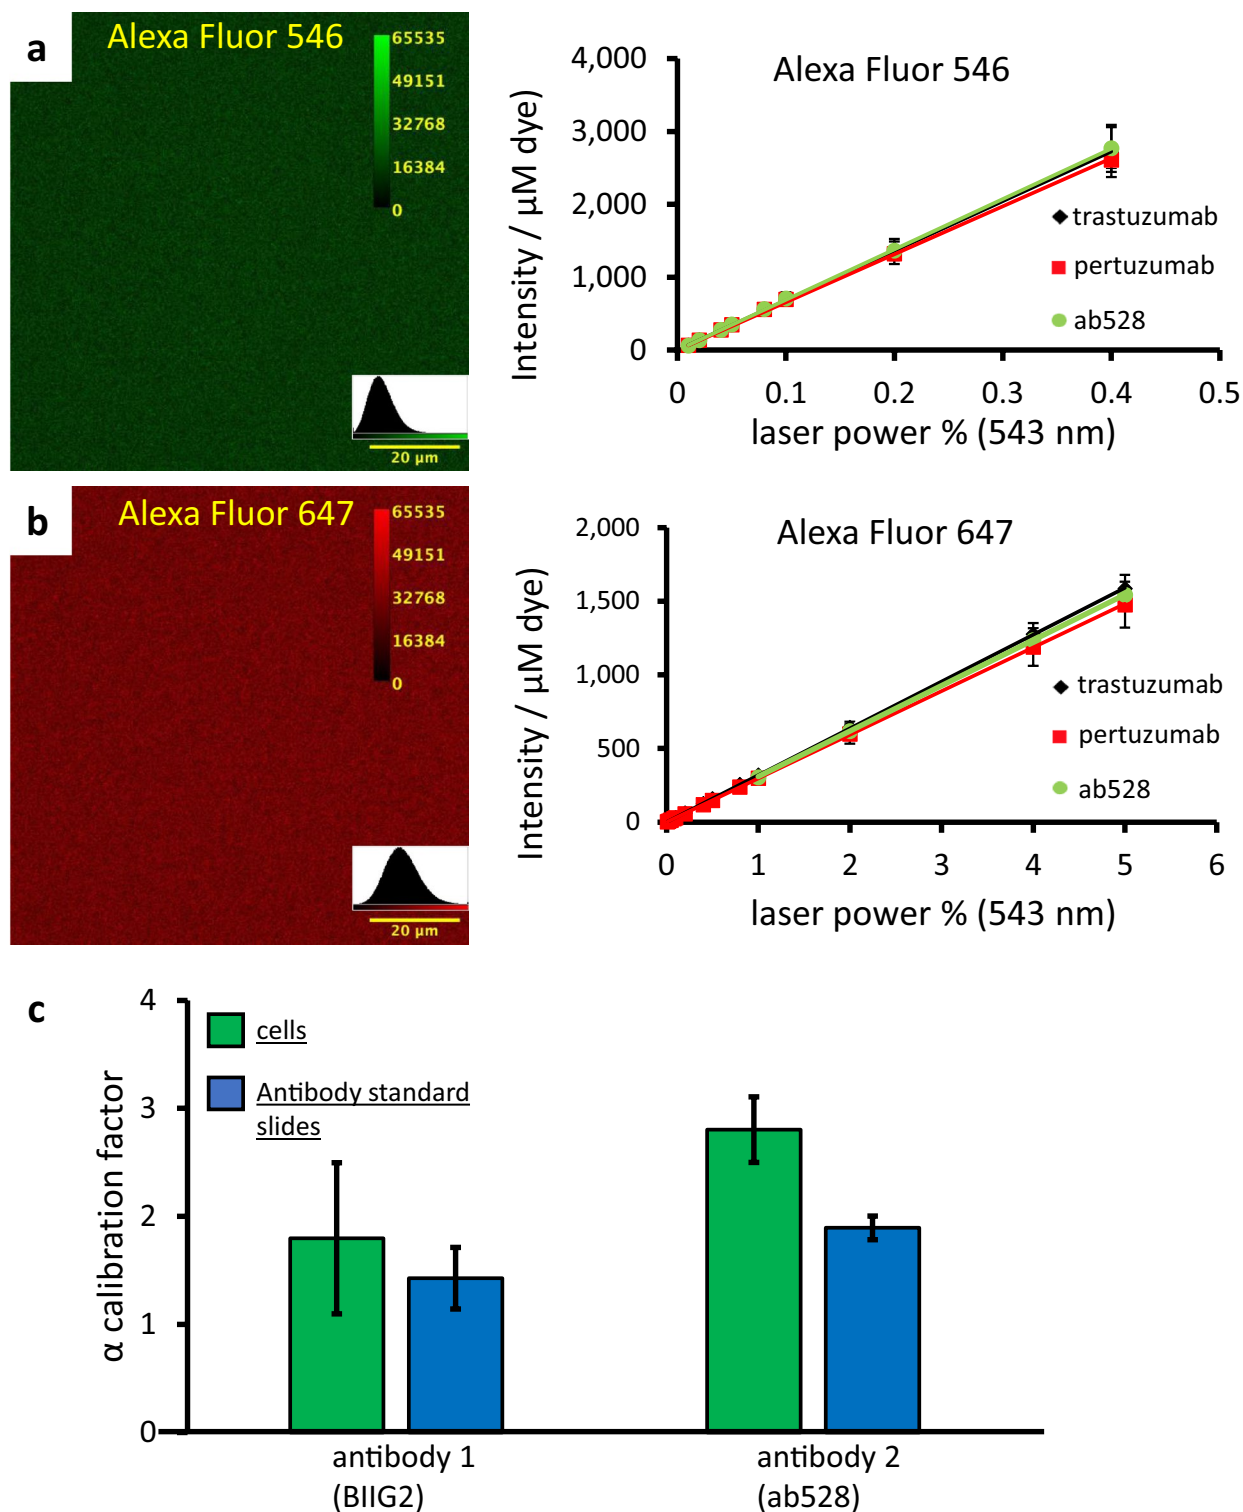 a
Alexa Fluor 546
65535
49151
32768
16384
0
20 µm
Alexa Fluor 546
4,000
3,000
2,000
1,000
0
Intensity / µM dye)
trastuzumab
pertuzumab
ab528
0
0.1
0.2
0.3
0.4
0.5
laser power % (543 nm)
b
Alexa Fluor 647
65535
49151
32768
16384
0
20 µm
Alexa Fluor 647
2,000
1,500
1,000
500
0
Intensity / µM dye)
trastuzumab
pertuzumab
ab528
0
1
2
3
4
5
6
laser power % (543 nm)
c
4
3
2
1
0
α calibration factor
cells
Antibody standard
slides
antibody 1
(BIIG2)
antibody 2
(ab528)